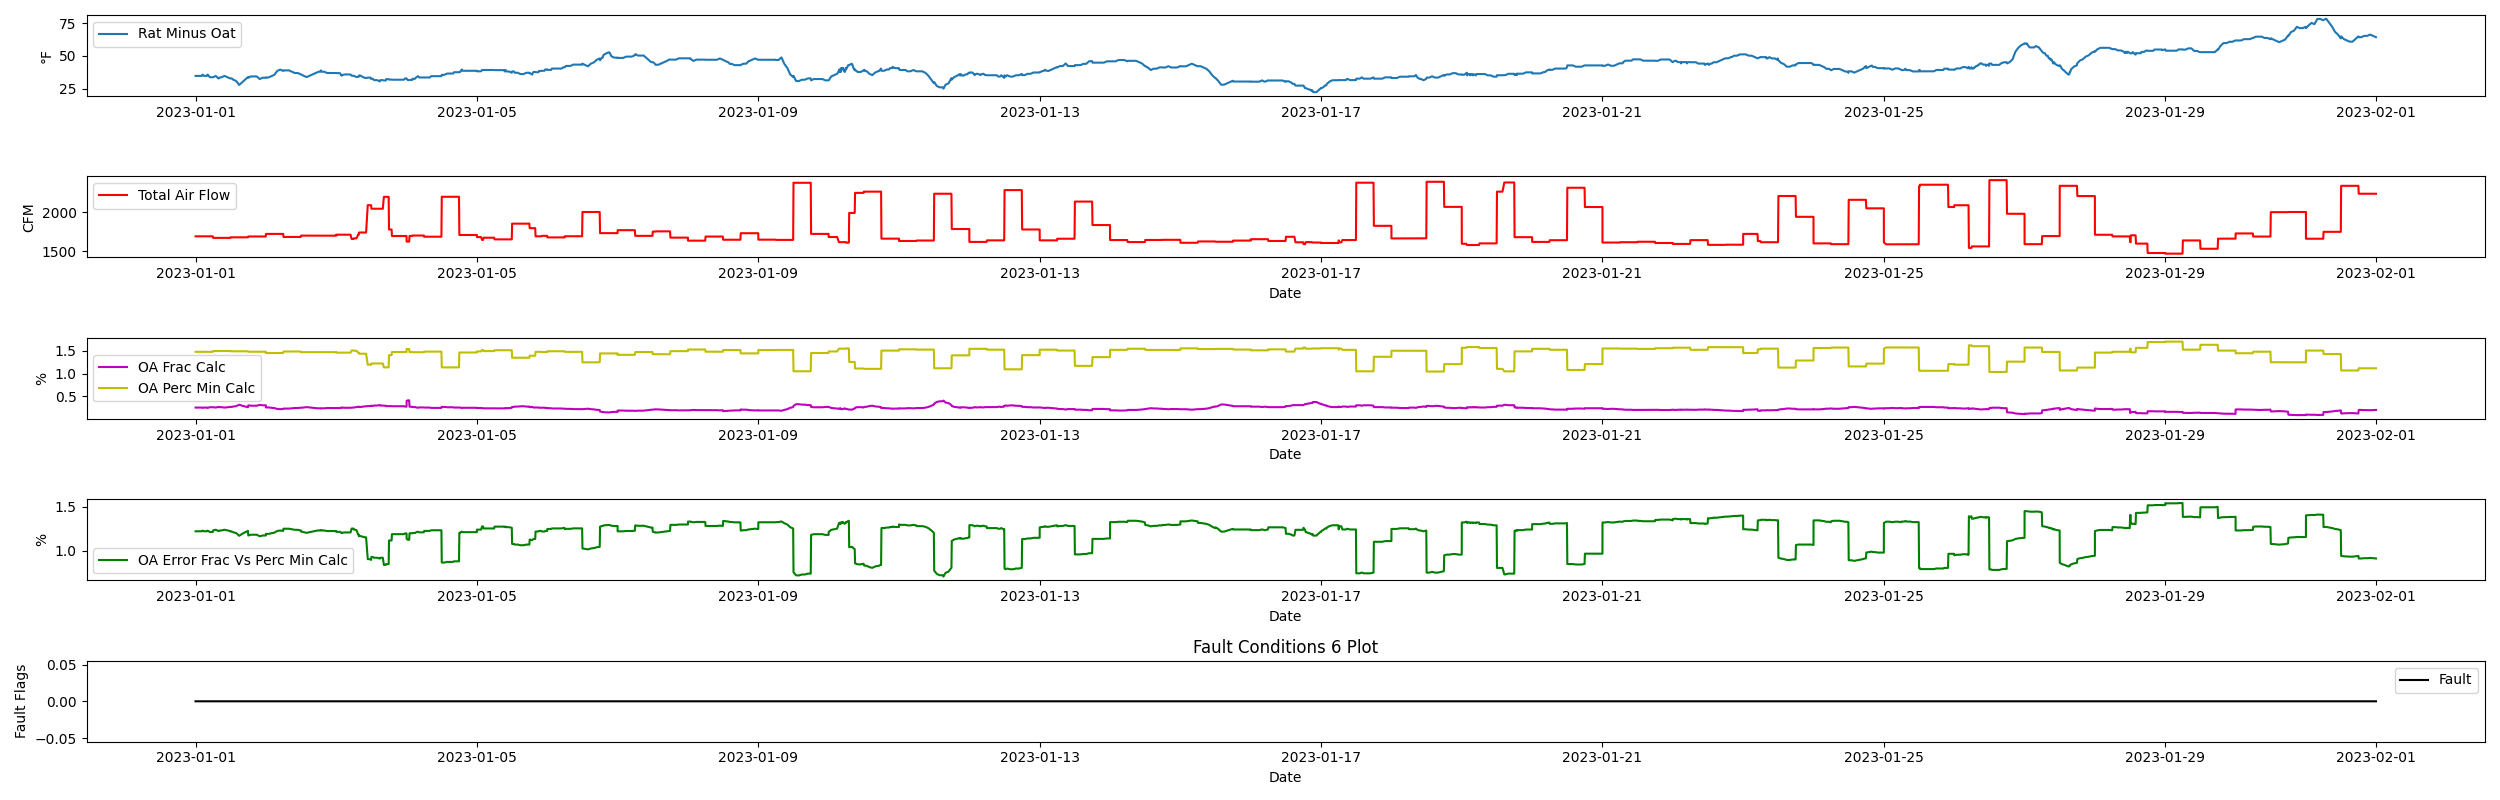 75
50
25
°F
Rat Minus Oat
2023-01-01 2023-01-05 2023-01-09 2023-01-13 2023-01-17 2023-01-21 2023-01-25 2023-01-29 2023-02-01
2000
1500
CFM
Total Air Flow
2023-01-01 2023-01-05 2023-01-09 2023-01-13 2023-01-17 2023-01-21 2023-01-25 2023-01-29 2023-02-01
Date
1.5
1.0
0.5
%
OA Frac Calc
OA Perc Min Calc
2023-01-01 2023-01-05 2023-01-09 2023-01-13 2023-01-17 2023-01-21 2023-01-25 2023-01-29 2023-02-01
Date
1.5
1.0
%
OA Error Frac Vs Perc Min Calc
2023-01-01 2023-01-05 2023-01-09 2023-01-13 2023-01-17 2023-01-21 2023-01-25 2023-01-29 2023-02-01
Date
Fault Conditions 6 Plot
0.05
0.00
−0.05
Fault Flags
Fault
2023-01-01 2023-01-05 2023-01-09 2023-01-13 2023-01-17 2023-01-21 2023-01-25 2023-01-29 2023-02-01
Date